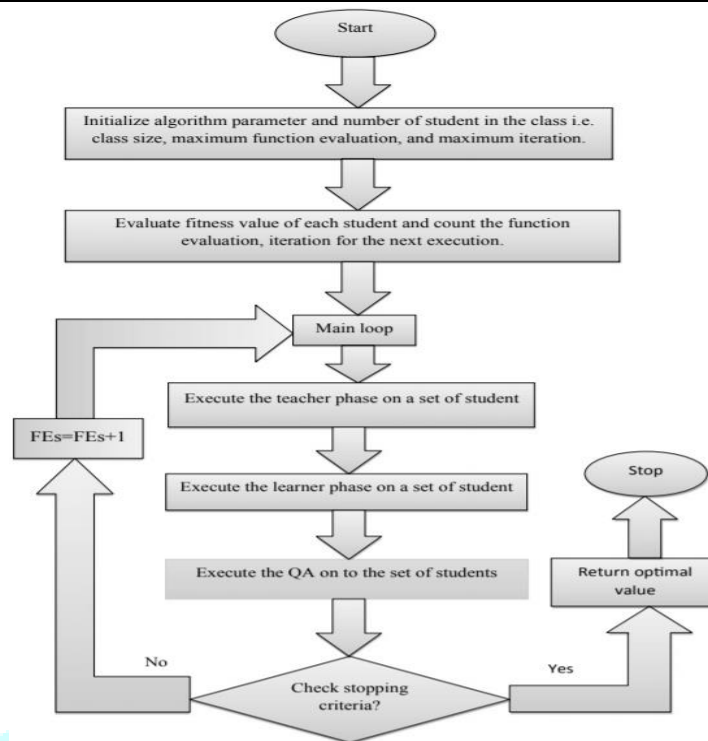 Start
Initialize algorithm parameter and number of student in the class i.e.
class size, maximum function evaluation, and maximum iteration.
Evaluate fitness value of each student and count the function
evaluation, iteration for the next execution.
Main loop
Execute the teacher phase on a set of student
FEs=FEs+1
Execute the learner phase on a set of student
Stop
Execute the QA on to the set of students
Return optimal
value
No
Yes
Check stopping
criteria?